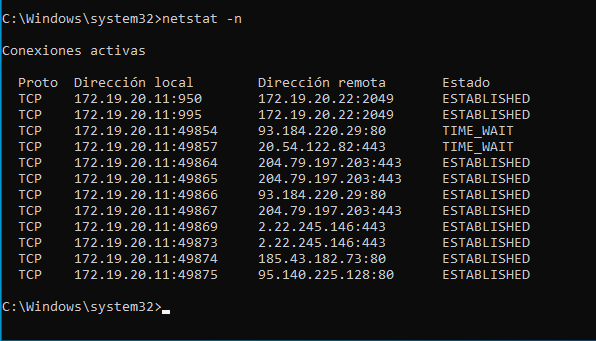 C:\Windows\system32>netstat -n
Conexiones activas
Proto Dirección local Dirección remota Estado
TCP 172.19.20.11:950 172.19.20.22:2049 ESTABLISHED
TCP 172.19.20.11:995 172.19.20.22:2049 ESTABLISHED
TCP 172.19.20.11:49854 93.184.220.29:80 TIME_WAIT
TCP 172.19.20.11:49857 20.54.122.82:443 TIME_WAIT
TCP 172.19.20.11:49864 204.79.197.203:443 ESTABLISHED
TCP 172.19.20.11:49865 204.79.197.203:443 ESTABLISHED
TCP 172.19.20.11:49866 93.184.220.29:80 ESTABLISHED
TCP 172.19.20.11:49867 204.79.197.203:443 ESTABLISHED
TCP 172.19.20.11:49869 2.22.245.146:443 ESTABLISHED
TCP 172.19.20.11:49873 2.22.245.146:443 ESTABLISHED
TCP 172.19.20.11:49874 185.43.182.73:80 ESTABLISHED
TCP 172.19.20.11:49875 95.140.225.128:80 ESTABLISHED
C:\Windows\system32>